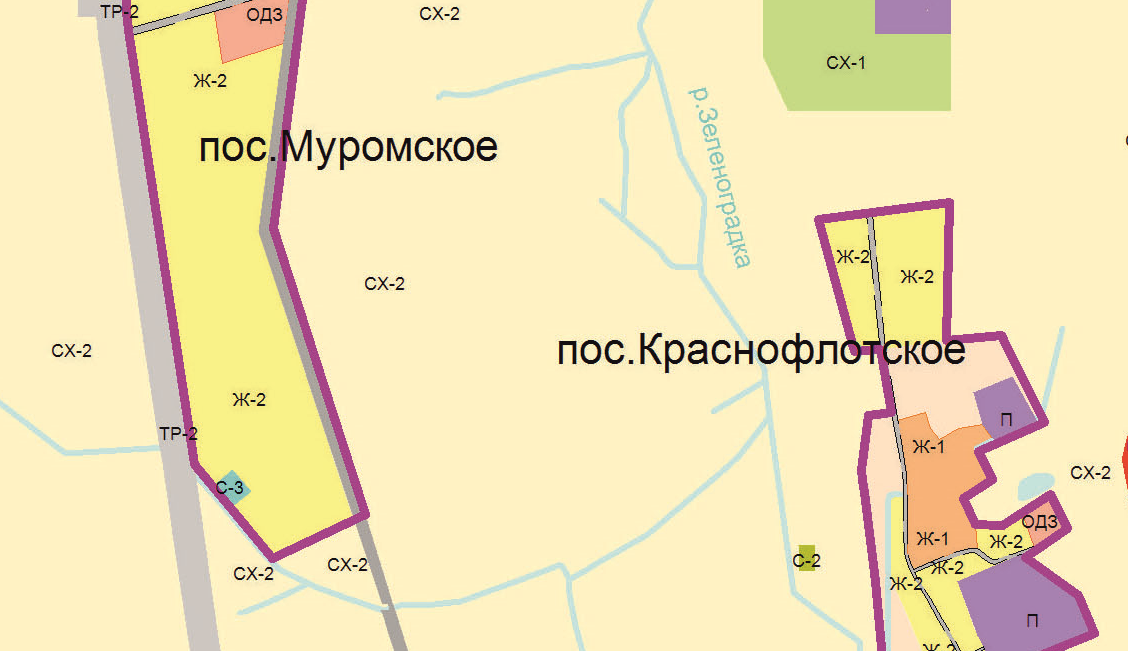 ТР-2
ОДЗ
СХ-2
Ж-2
СХ-1
пос.Муромское
р.Зеленоградка
СХ-2
Ж-2
Ж-2
СХ-2
пос.Краснофлотское
Ж-2
ТР-2
П
Ж-1
СХ-2
С-3
ОДЗ
Ж-1
Ж-2
СХ-2
СХ-2
С-2
Ж-2
Ж-2
П
Ж-2